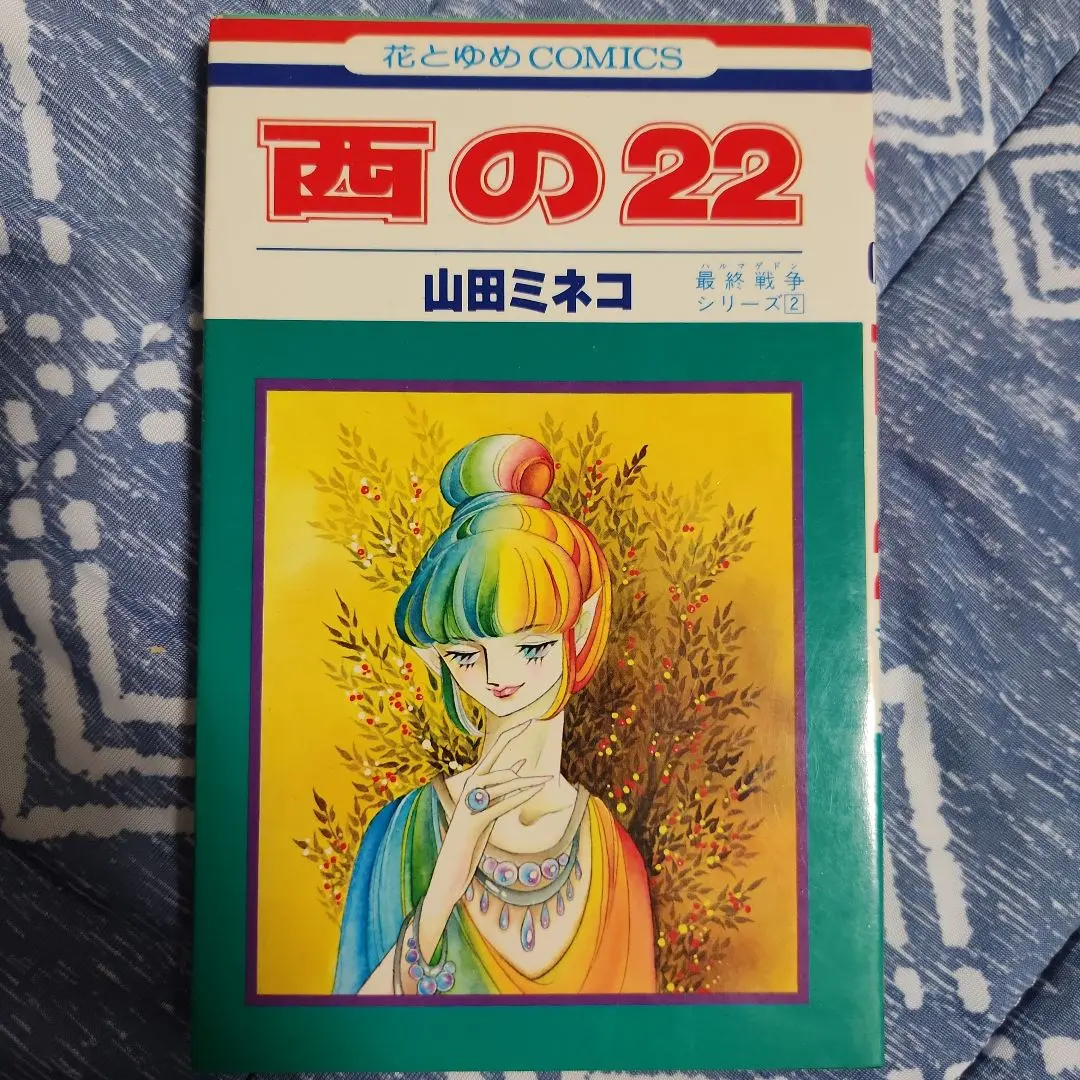 花とゆめCOMICS
西の22
山田ミネコ
ハルマゲドン
最終戦争
シリーズ2